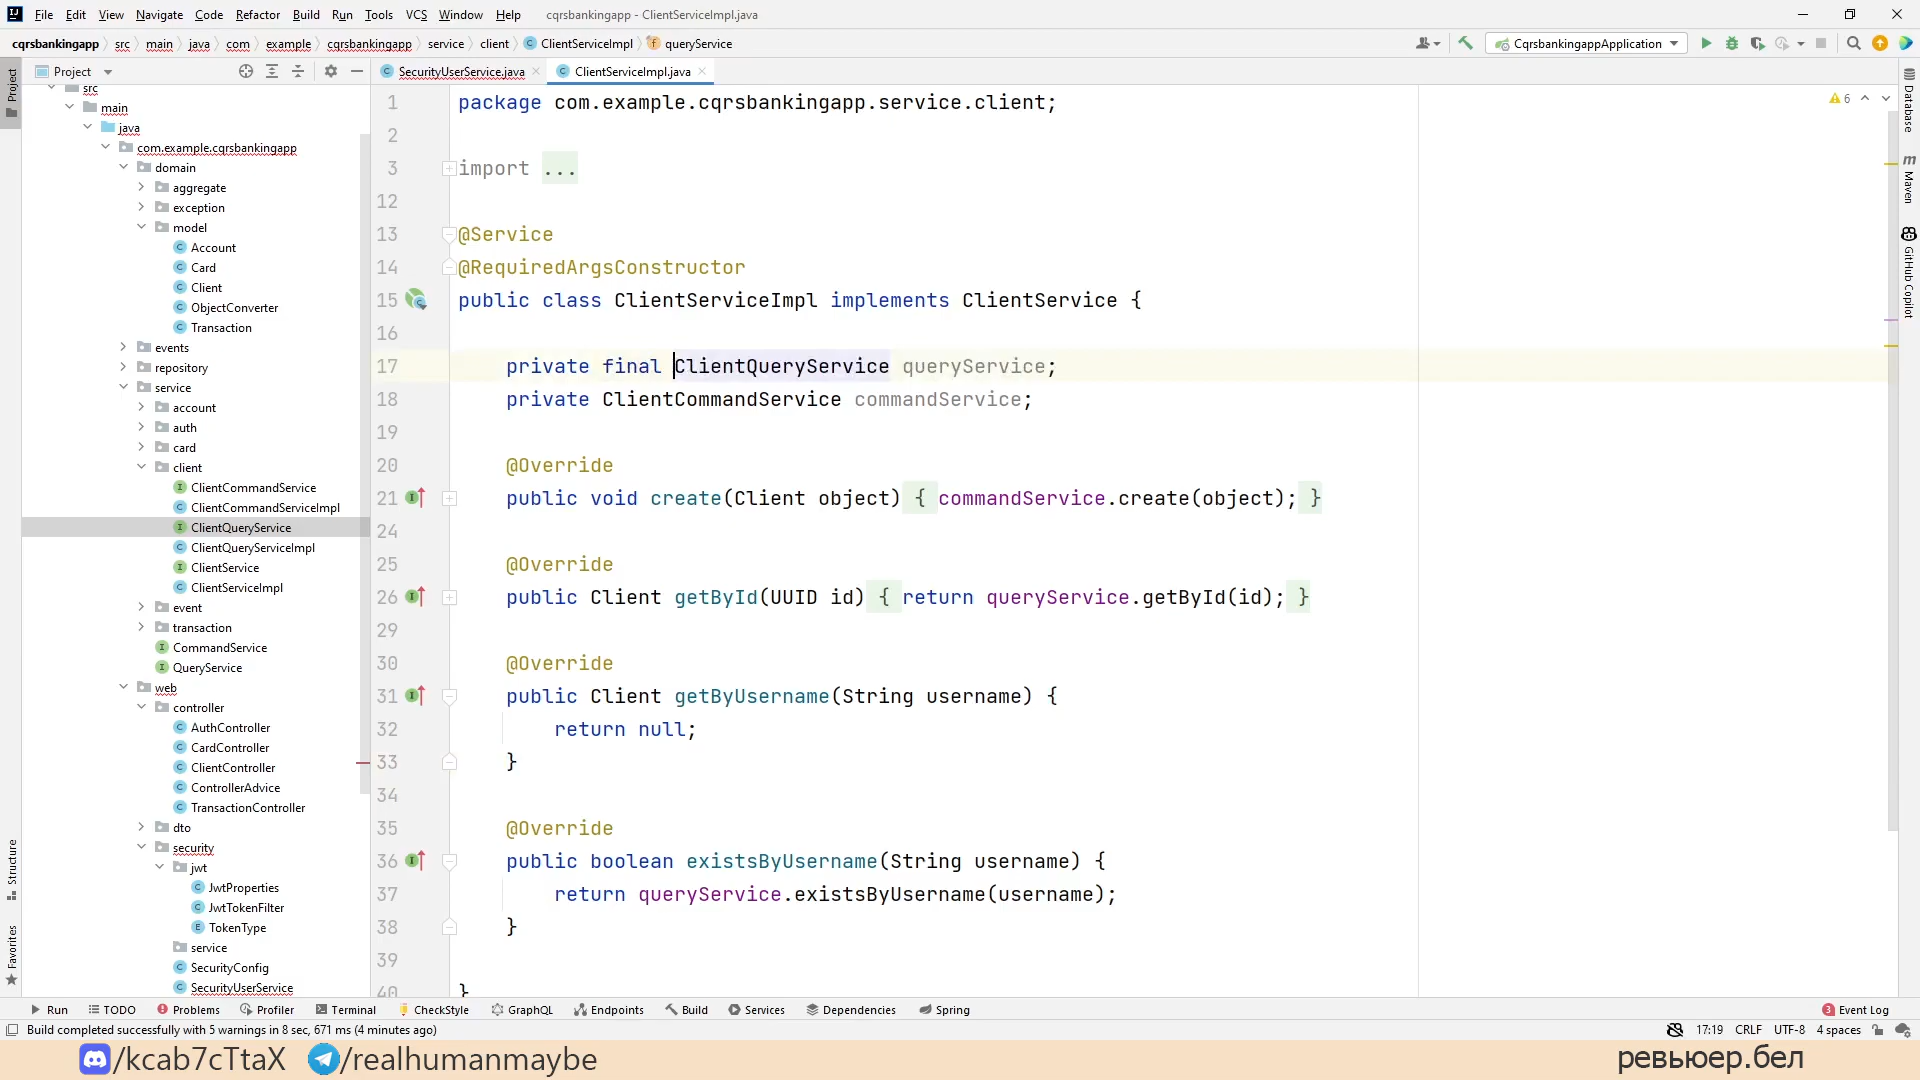 File Edit View Navigate Code Refactor Build Run Tools VCS Window Help cqrsbankingapp - ClientServiceImpl.java
cqrsbankingapp src main java com example cqrsbankingapp service client ClientServiceImpl queryService CqrsbankingappApplication
Project SecurityUserService.java ClientServiceImpl.java
src
main
java
com.example.cqrsbankingapp
domain
aggregate
exception
model
Account
Card
Client
ObjectConverter
Transaction
events
repository
service
account
auth
card
client
ClientCommandService
ClientCommandServiceImpl
ClientQueryService
ClientQueryServiceImpl
ClientService
ClientServiceImpl
event
transaction
CommandService
QueryService
web
controller
AuthController
CardController
ClientController
ControllerAdvice
TransactionController
dto
security
jwt
JwtProperties
JwtTokenFilter
TokenType
service
SecurityConfig
SecurityUserService
1 package com.example.cqrsbankingapp.service.client;
2
3 import ...
12
13 @Service
14 @RequiredArgsConstructor
15 public class ClientServiceImpl implements ClientService {
16
17 private final ClientQueryService queryService;
18 private ClientCommandService commandService;
19
20 @Override
21 public void create(Client object) { commandService.create(object); }
24
25 @Override
26 public Client getById(UUID id) { return queryService.getById(id); }
29
30 @Override
31 public Client getByUsername(String username) {
32 return null;
33 }
34
35 @Override
36 public boolean existsByUsername(String username) {
37 return queryService.existsByUsername(username);
38 }
39
40 }
6
Project
Structure
Favorites
Database
m Maven
GitHub Copilot
Run TODO Problems Profiler Terminal CheckStyle GraphQL Endpoints Build Services Dependencies Spring 3 Event Log
Build completed successfully with 5 warnings in 8 sec, 671 ms (4 minutes ago) 17:19 CRLF UTF-8 4 spaces
/kcab7cTtaX /realhumanmaybe ревьюер.бел